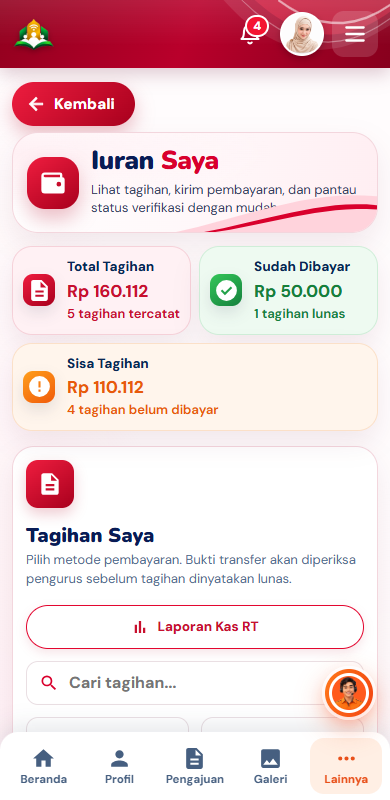 4
Kembali
Iuran Saya
Lihat tagihan, kirim pembayaran, dan pantau
status verifikasi dengan mudah.
Total Tagihan
Rp 160.112
5 tagihan tercatat
Sudah Dibayar
Rp 50.000
1 tagihan lunas
Sisa Tagihan
Rp 110.112
4 tagihan belum dibayar
Tagihan Saya
Pilih metode pembayaran. Bukti transfer akan diperiksa
pengurus sebelum tagihan dinyatakan lunas.
Laporan Kas RT
Cari tagihan...
Beranda
Profil
Pengajuan
Galeri
Lainnya